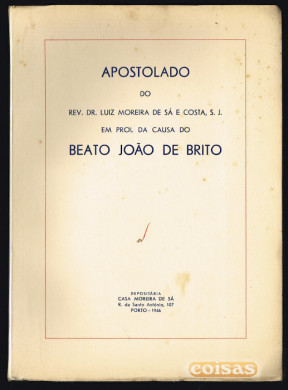 APOSTOLADO
DO
REV. DR. LUIZ MOREIRA DE SÁ E COSTA, S. J.
EM PROL DA CAUSA DO
BEATO JOÃO DE BRITO
DEPOSITÁRIA
CASA MOREIRA DE SÁ
R. de Santo António, 107
PORTO - 1946
coisas